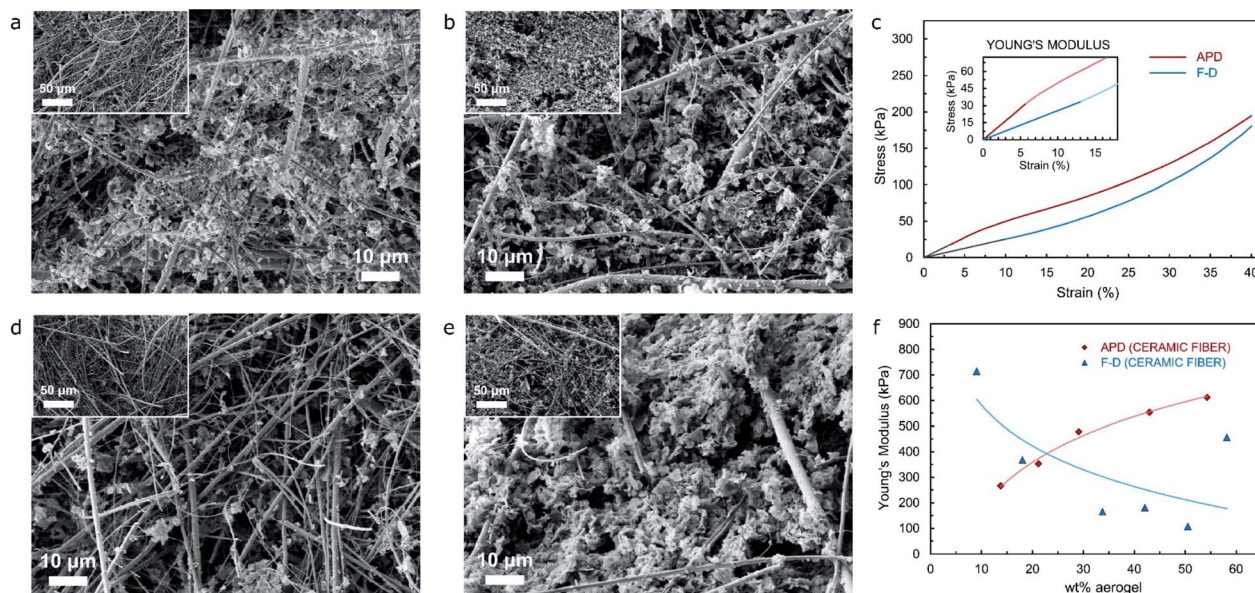 a
50 µm
10 µm
b
50 µm
10 µm
c
300
250
200
150
100
50
0
Stress (kPa)
0
5
10
15
20
25
30
35
40
Strain (%)
YOUNG'S MODULUS
60
45
30
15
0
Stress (kPa)
0
5
10
15
Strain (%)
APD
F-D
d
50 µm
10 µm
e
50 µm
10 µm
f
900
800
700
600
500
400
300
200
100
0
Young's Modulus (kPa)
0
10
20
30
40
50
60
wt% aerogel
APD (CERAMIC FIBER)
F-D (CERAMIC FIBER)